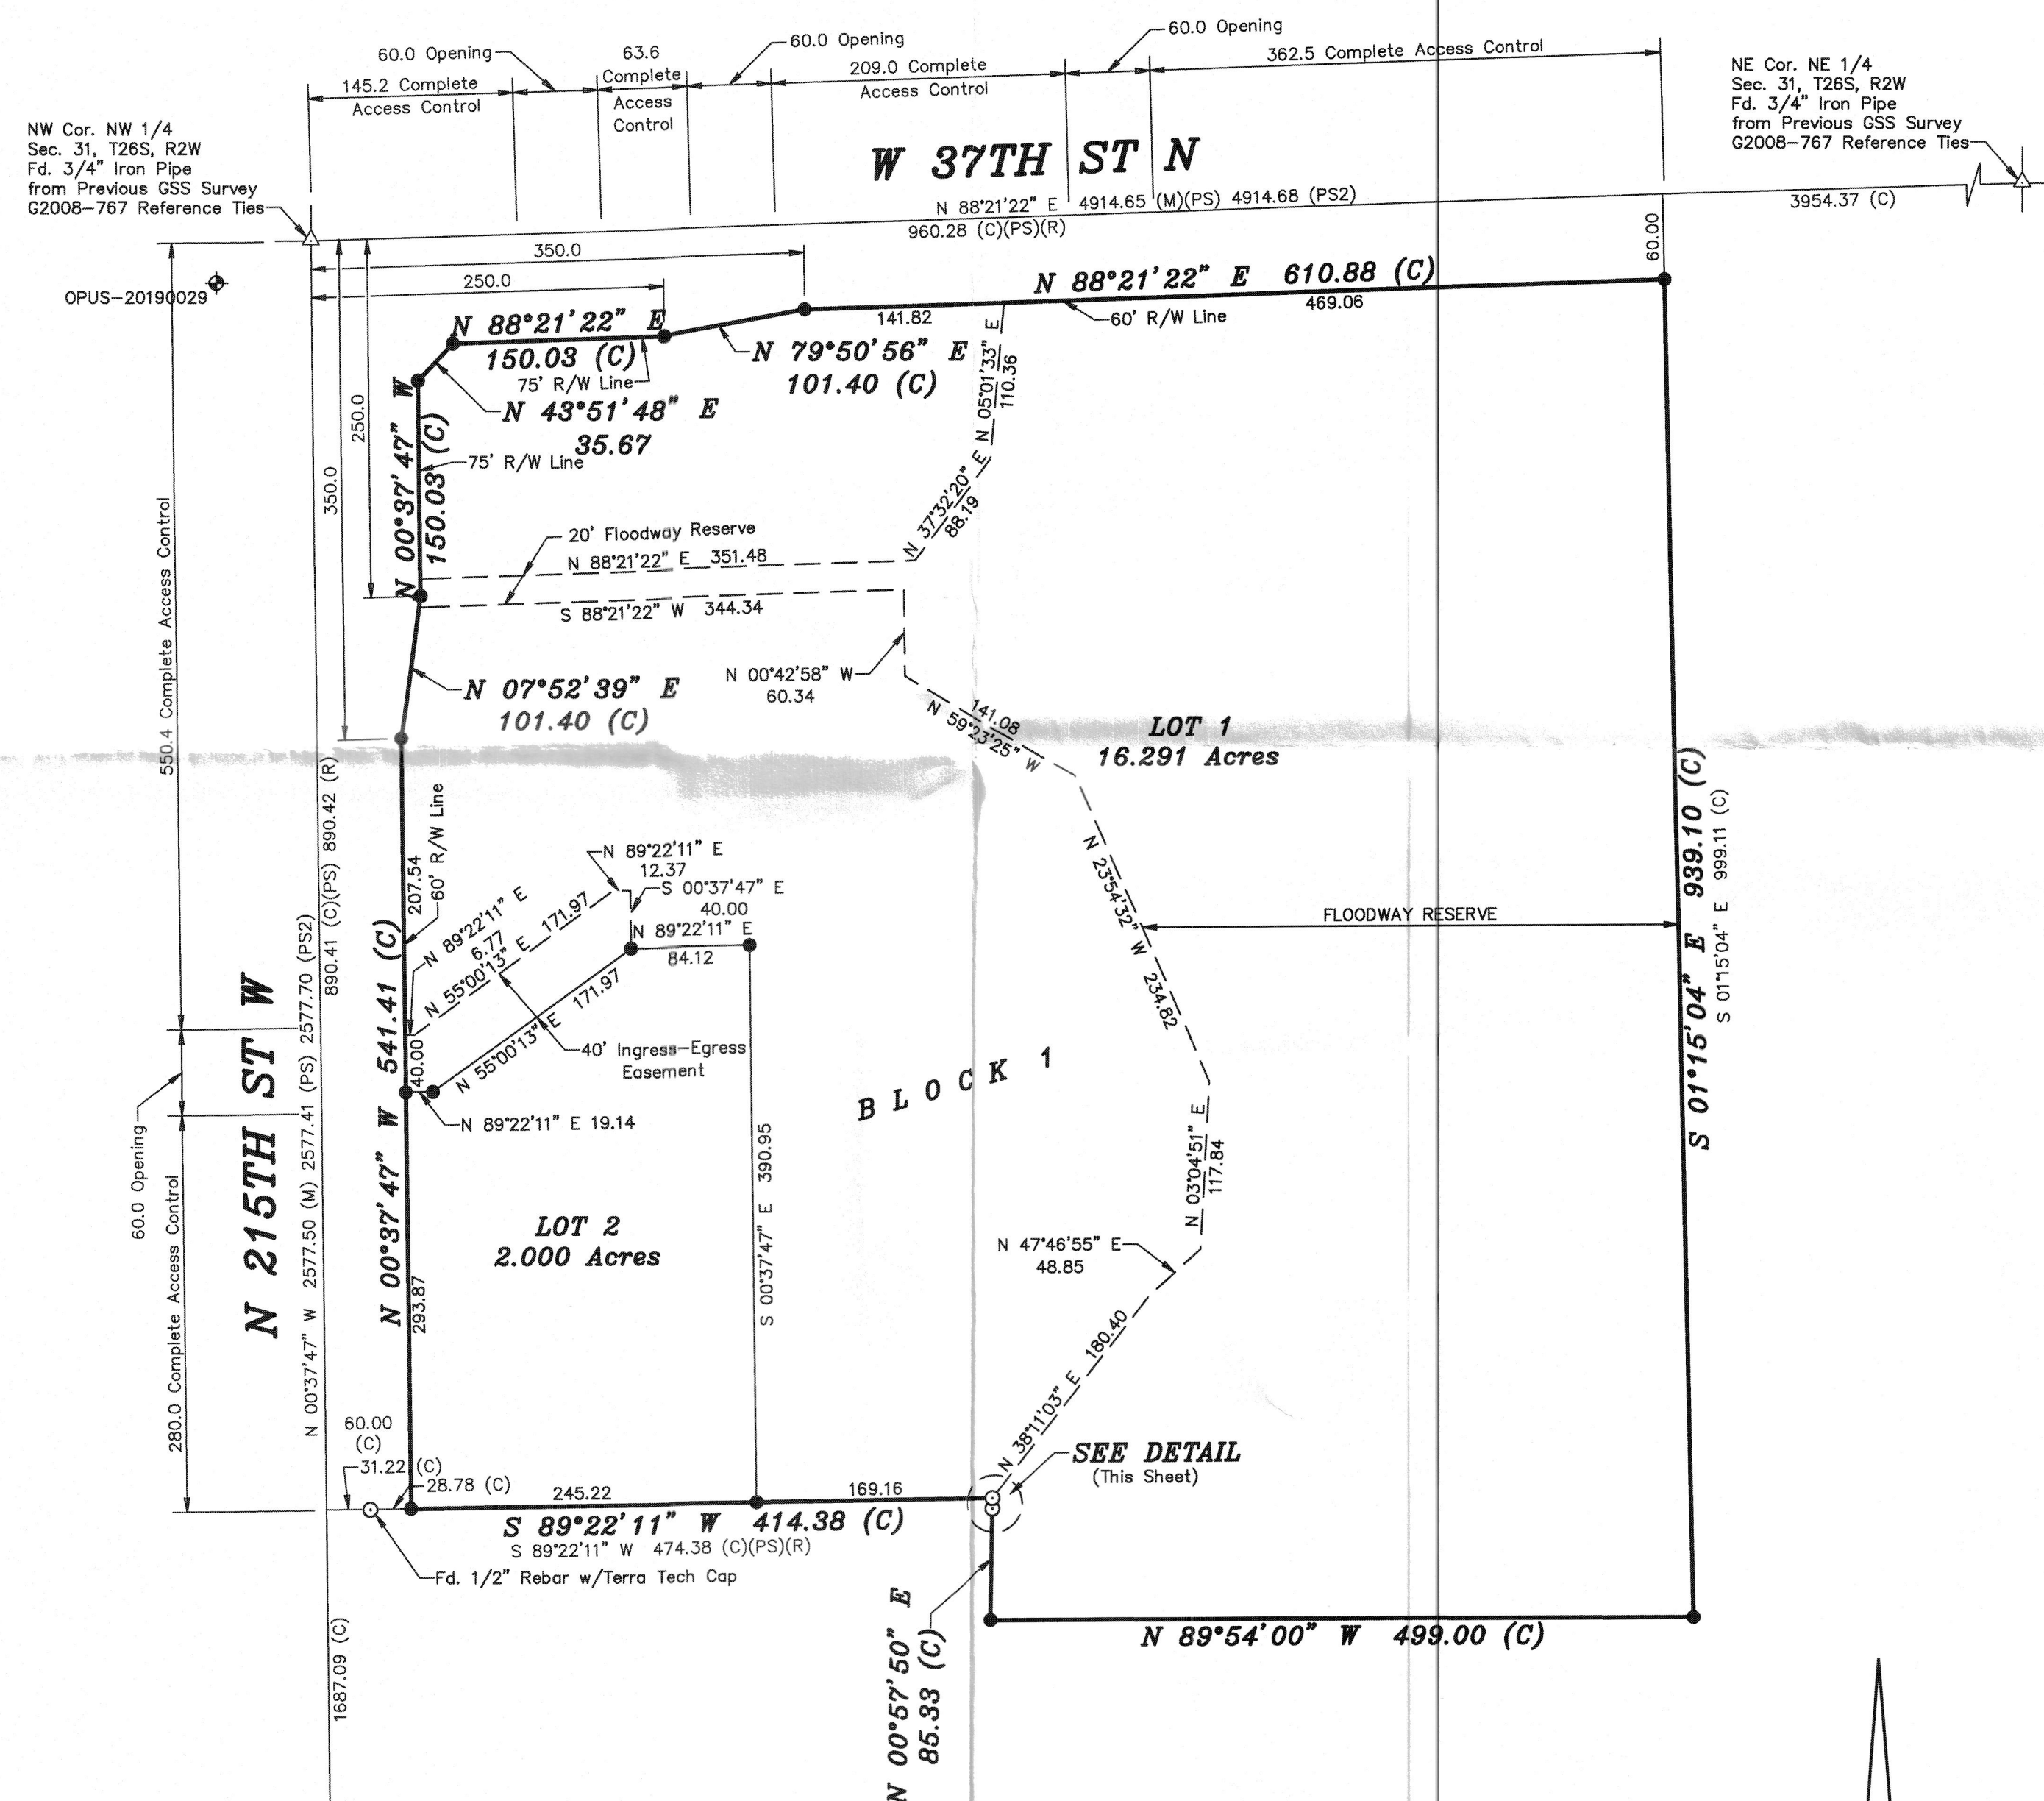 60.0 Opening
63.6
Complete
Access
Control
60.0 Opening
60.0 Opening
145.2 Complete
Access Control
209.0 Complete
Access Control
362.5 Complete Access Control
NW Cor. NW 1/4
Sec. 31, T26S, R2W
Fd. 3/4" Iron Pipe
from Previous GSS Survey
G2008-767 Reference Ties
NE Cor. NE 1/4
Sec. 31, T26S, R2W
Fd. 3/4" Iron Pipe
from Previous GSS Survey
G2008-767 Reference Ties
W 37TH ST N
N 88°21'22" E 4914.65 (M)(PS) 4914.68 (PS2)
960.28 (C)(PS)(R)
3954.37 (C)
60.00
OPUS-20190029
350.0
250.0
N 88°21'22" E 610.88 (C)
469.06
141.82
60' R/W Line
N 88°21'22" E
150.03 (C)
75' R/W Line
N 79°50'56" E
101.40 (C)
N 43°51'48" E
35.67
75' R/W Line
N 00°37'47" W
150.03 (C)
250.0
350.0
N 05°01'33" E
110.36
N 37°32'20" E
88.19
20' Floodway Reserve
N 88°21'22" E 351.48
S 88°21'22" W 344.34
N 00°42'58" W
60.34
N 07°52'39" E
101.40 (C)
141.08
N 59°23'25" W
LOT 1
16.291 Acres
550.4 Complete Access Control
890.41 (C)(PS) 890.42 (R)
207.54
60' R/W Line
N 89°22'11" E
12.37
S 00°37'47" E
40.00
N 89°22'11" E
6.77
N 55°00'13" E 171.97
N 89°22'11" E
84.12
N 55°00'13" E 171.97
40' Ingress-Egress
Easement
40.00
N 89°22'11" E 19.14
N 23°54'32" W 234.82
FLOODWAY RESERVE
S 01°15'04" E 939.10 (C)
S 01°15'04" E 999.11 (C)
BLOCK 1
N 215TH ST W
N 00°37'47" W 2577.50 (M) 2577.41 (PS) 2577.70 (PS2)
N 00°37'47" W 541.41 (C)
293.87
60.0 Opening
280.0 Complete Access Control
LOT 2
2.000 Acres
S 00°37'47" E 390.95
N 03°04'51" E
117.84
N 47°46'55" E
48.85
N 38°11'03" E 180.40
SEE DETAIL
(This Sheet)
60.00
(C)
31.22 (C)
28.78 (C)
245.22
169.16
S 89°22'11" W 414.38 (C)
S 89°22'11" W 474.38 (C)(PS)(R)
Fd. 1/2" Rebar w/Terra Tech Cap
1687.09 (C)
N 00°57'50" E
85.33 (C)
N 89°54'00" W 499.00 (C)